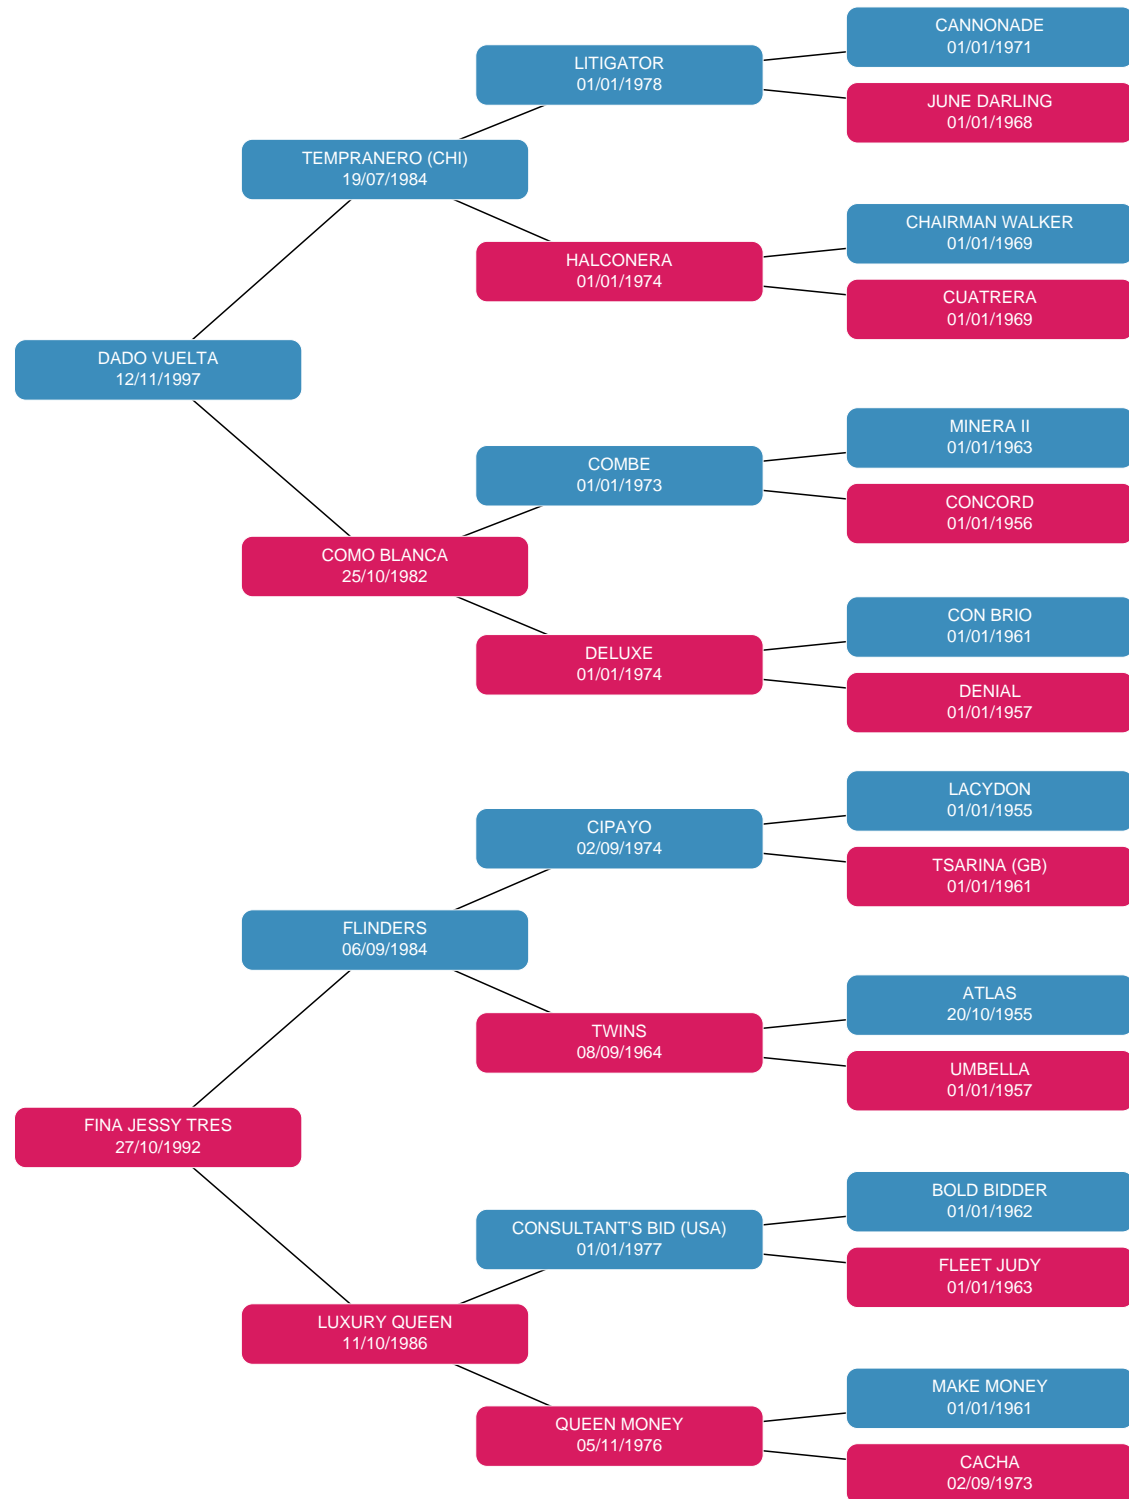 CANNONADE
01/01/1971
LITIGATOR
01/01/1978
JUNE DARLING
01/01/1968
TEMPRANERO (CHI)
19/07/1984
CHAIRMAN WALKER
01/01/1969
HALCONERA
01/01/1974
CUATRERA
01/01/1969
DADO VUELTA
12/11/1997
MINERA II
01/01/1963
COMBE
01/01/1973
CONCORD
01/01/1956
COMO BLANCA
25/10/1982
CON BRIO
01/01/1961
DELUXE
01/01/1974
DENIAL
01/01/1957
LACYDON
01/01/1955
CIPAYO
02/09/1974
TSARINA (GB)
01/01/1961
FLINDERS
06/09/1984
ATLAS
20/10/1955
TWINS
08/09/1964
UMBELLA
01/01/1957
FINA JESSY TRES
27/10/1992
BOLD BIDDER
01/01/1962
CONSULTANT'S BID (USA)
01/01/1977
FLEET JUDY
01/01/1963
LUXURY QUEEN
11/10/1986
MAKE MONEY
01/01/1961
QUEEN MONEY
05/11/1976
CACHA
02/09/1973